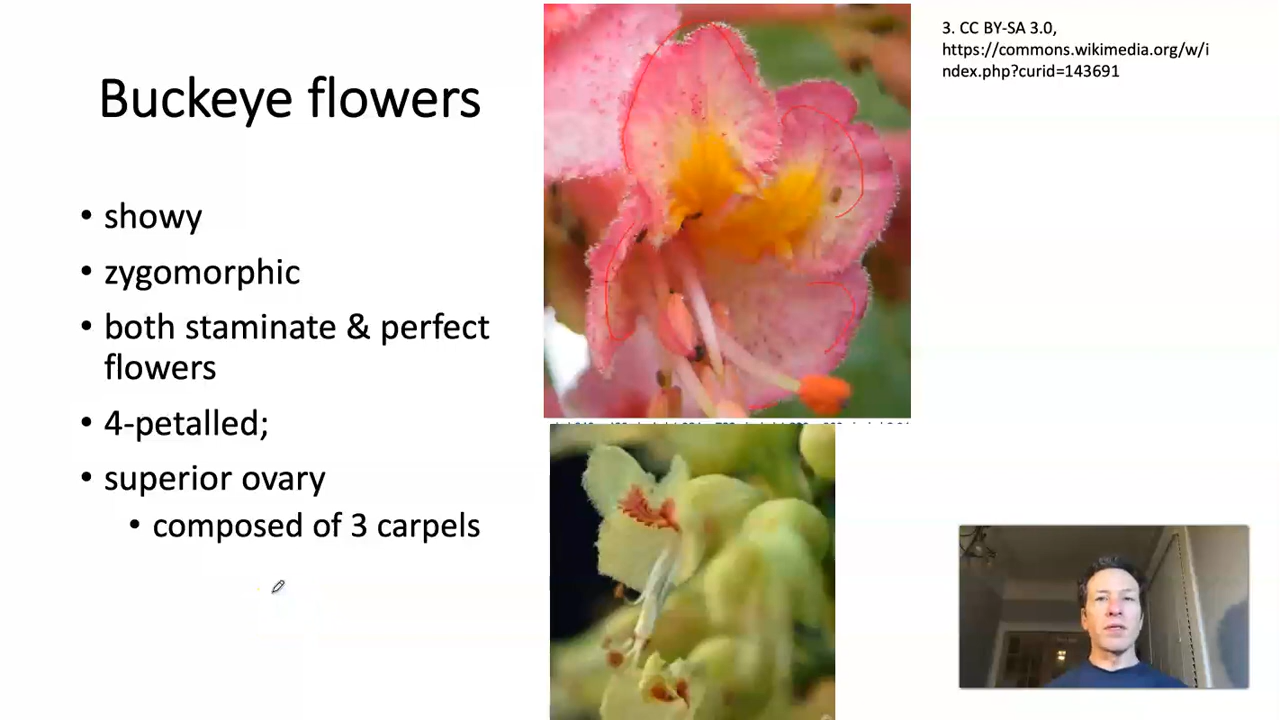 Buckeye flowers
• showy
• zygomorphic
• both staminate & perfect
flowers
• 4-petalled;
• superior ovary
• composed of 3 carpels
3. CC BY-SA 3.0,
https://commons.wikimedia.org/w/i
ndex.php?curid=143691